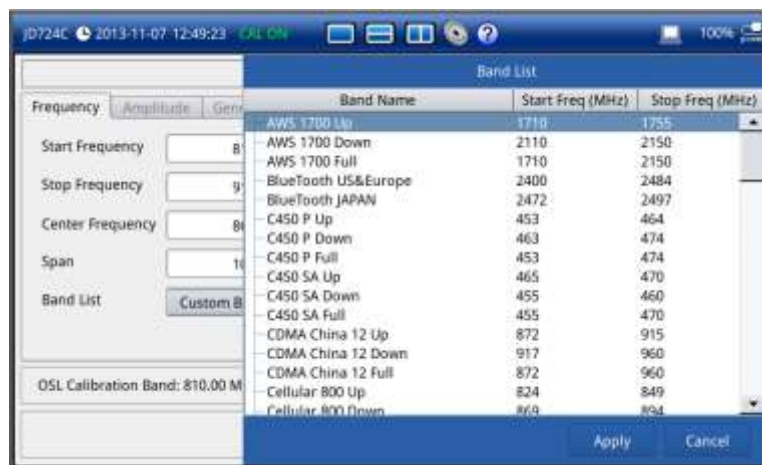 JD724C 2013-11-07 12:49:23 CAL ON ? 100%
Band List
Frequency Amplitude
Band Name Start Freq (MHz) Stop Freq (MHz)
AWS 1700 Up 1710 1755
Start Frequency AWS 1700 Down 2110 2150
AWS 1700 Full 1710 2150
Stop Frequency BlueTooth US&Europe 2400 2484
BlueTooth JAPAN 2472 2497
Center Frequency C450 P Up 453 464
C450 P Down 463 474
Span C450 P Full 453 474
C450 SA Up 465 470
Band List Custom B C450 SA Down 455 460
C450 SA Full 455 470
CDMA China 12 Up 872 915
CDMA China 12 Down 917 960
CDMA China 12 Full 872 960
OSL Calibration Band: 810.00 M Cellular 800 Up 824 849
Cellular 800 Down 869 894
Apply Cancel